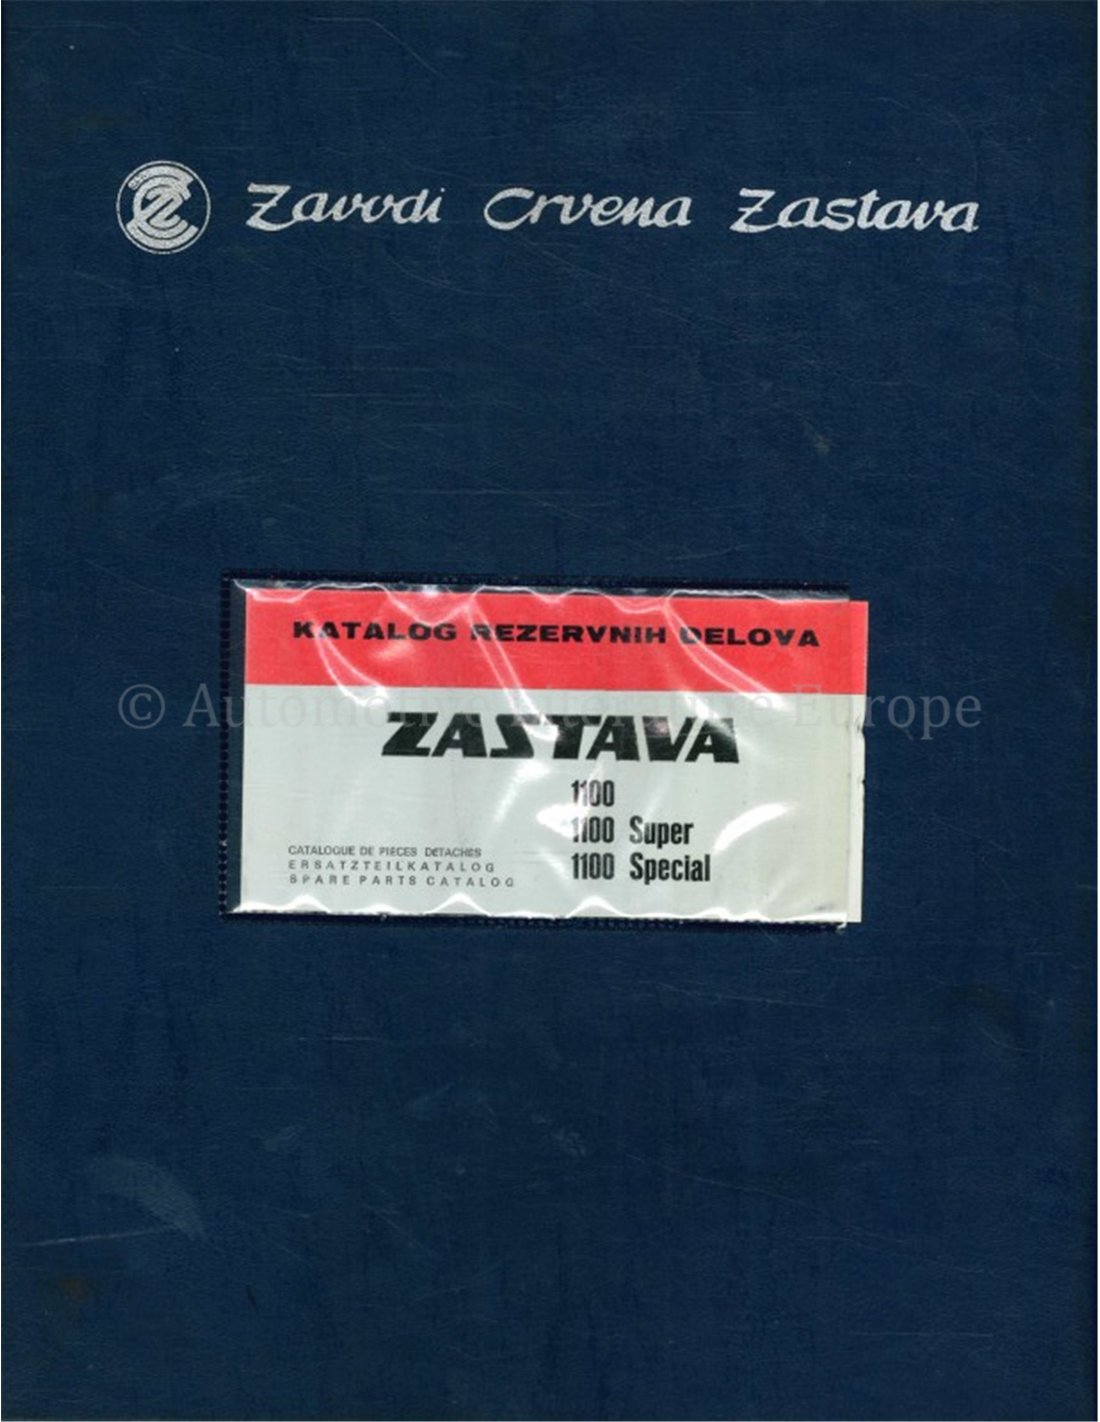 Zavodi Crvena Zastava
KATALOG REZERVNIH DELOVA
© Automotive Literature Europe
ZASTAVA
1100
1100 Super
1100 Special
CATALOGUE DE PIECES DETACHES
ERSATZTEILKATALOG
SPARE PARTS CATALOG